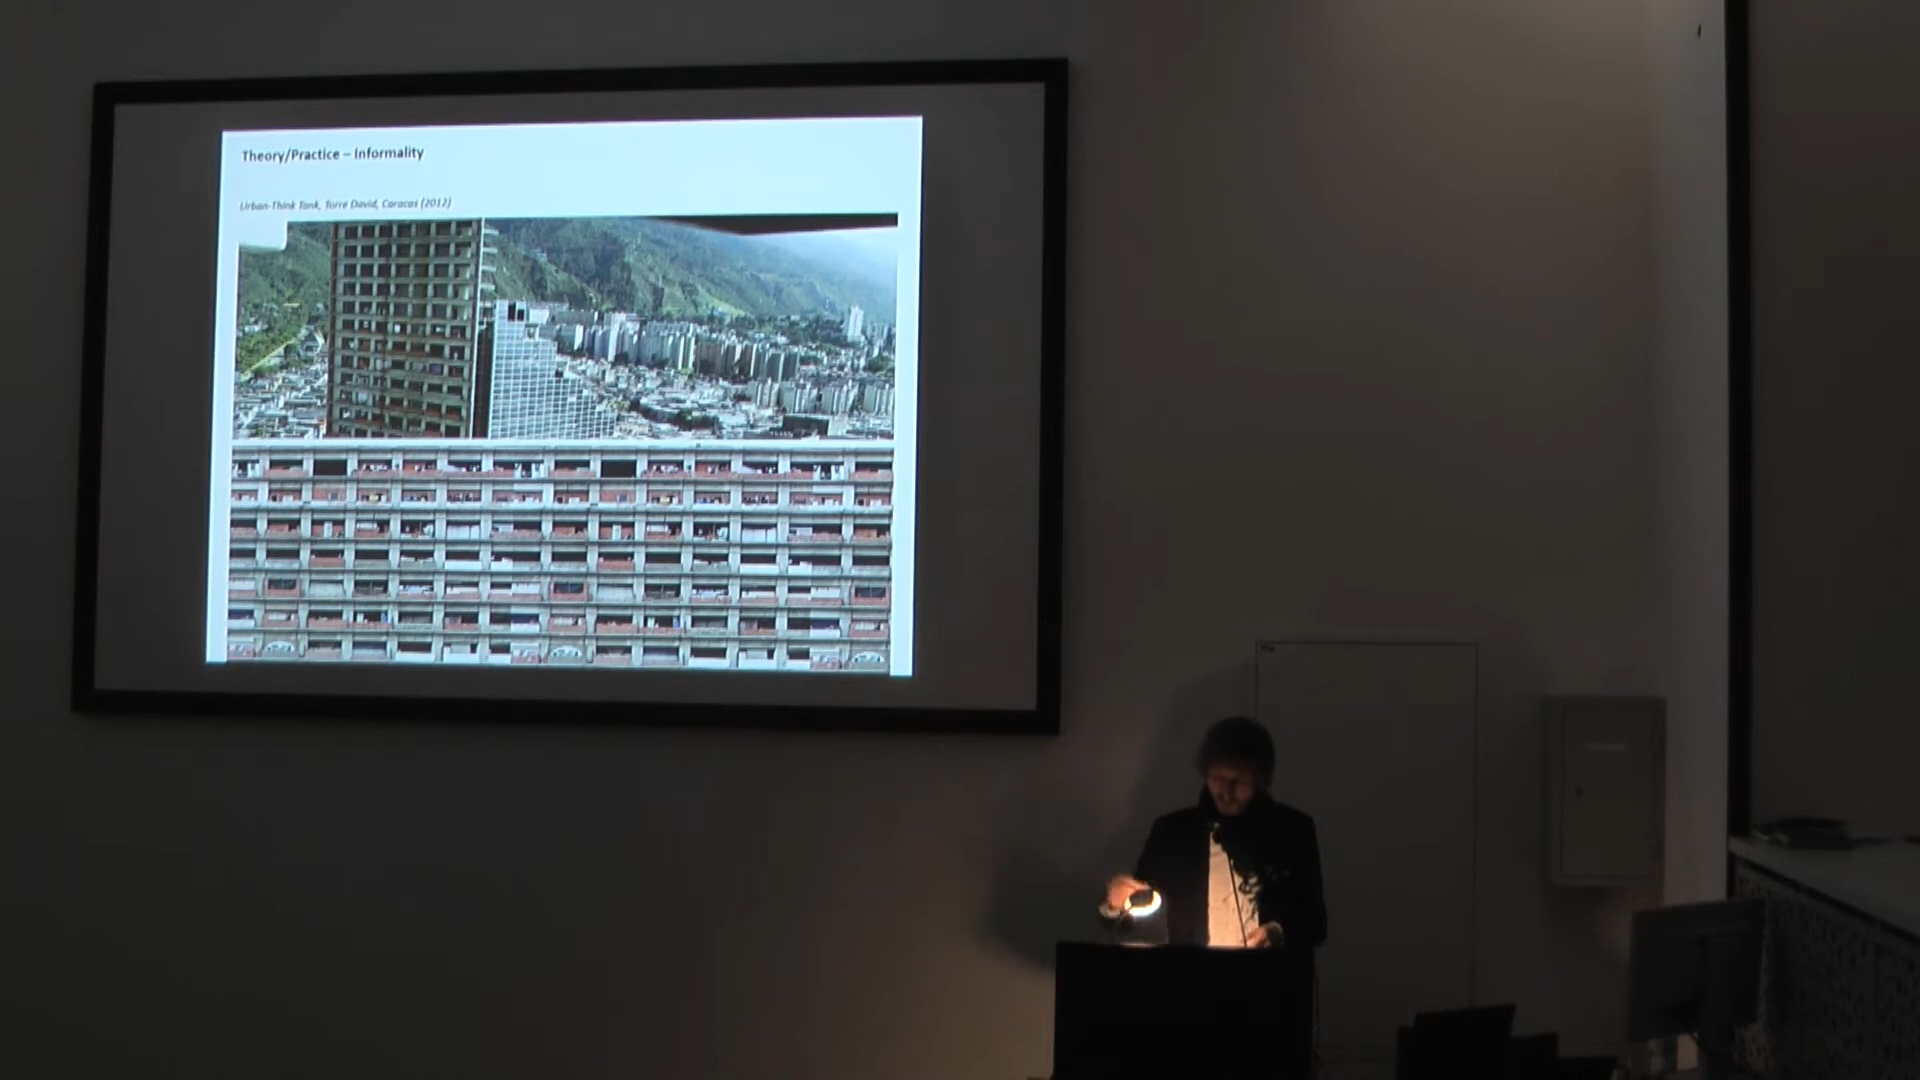 Theory/Practice – Informality
Urban-Think Tank, Torre David, Caracas (2012)